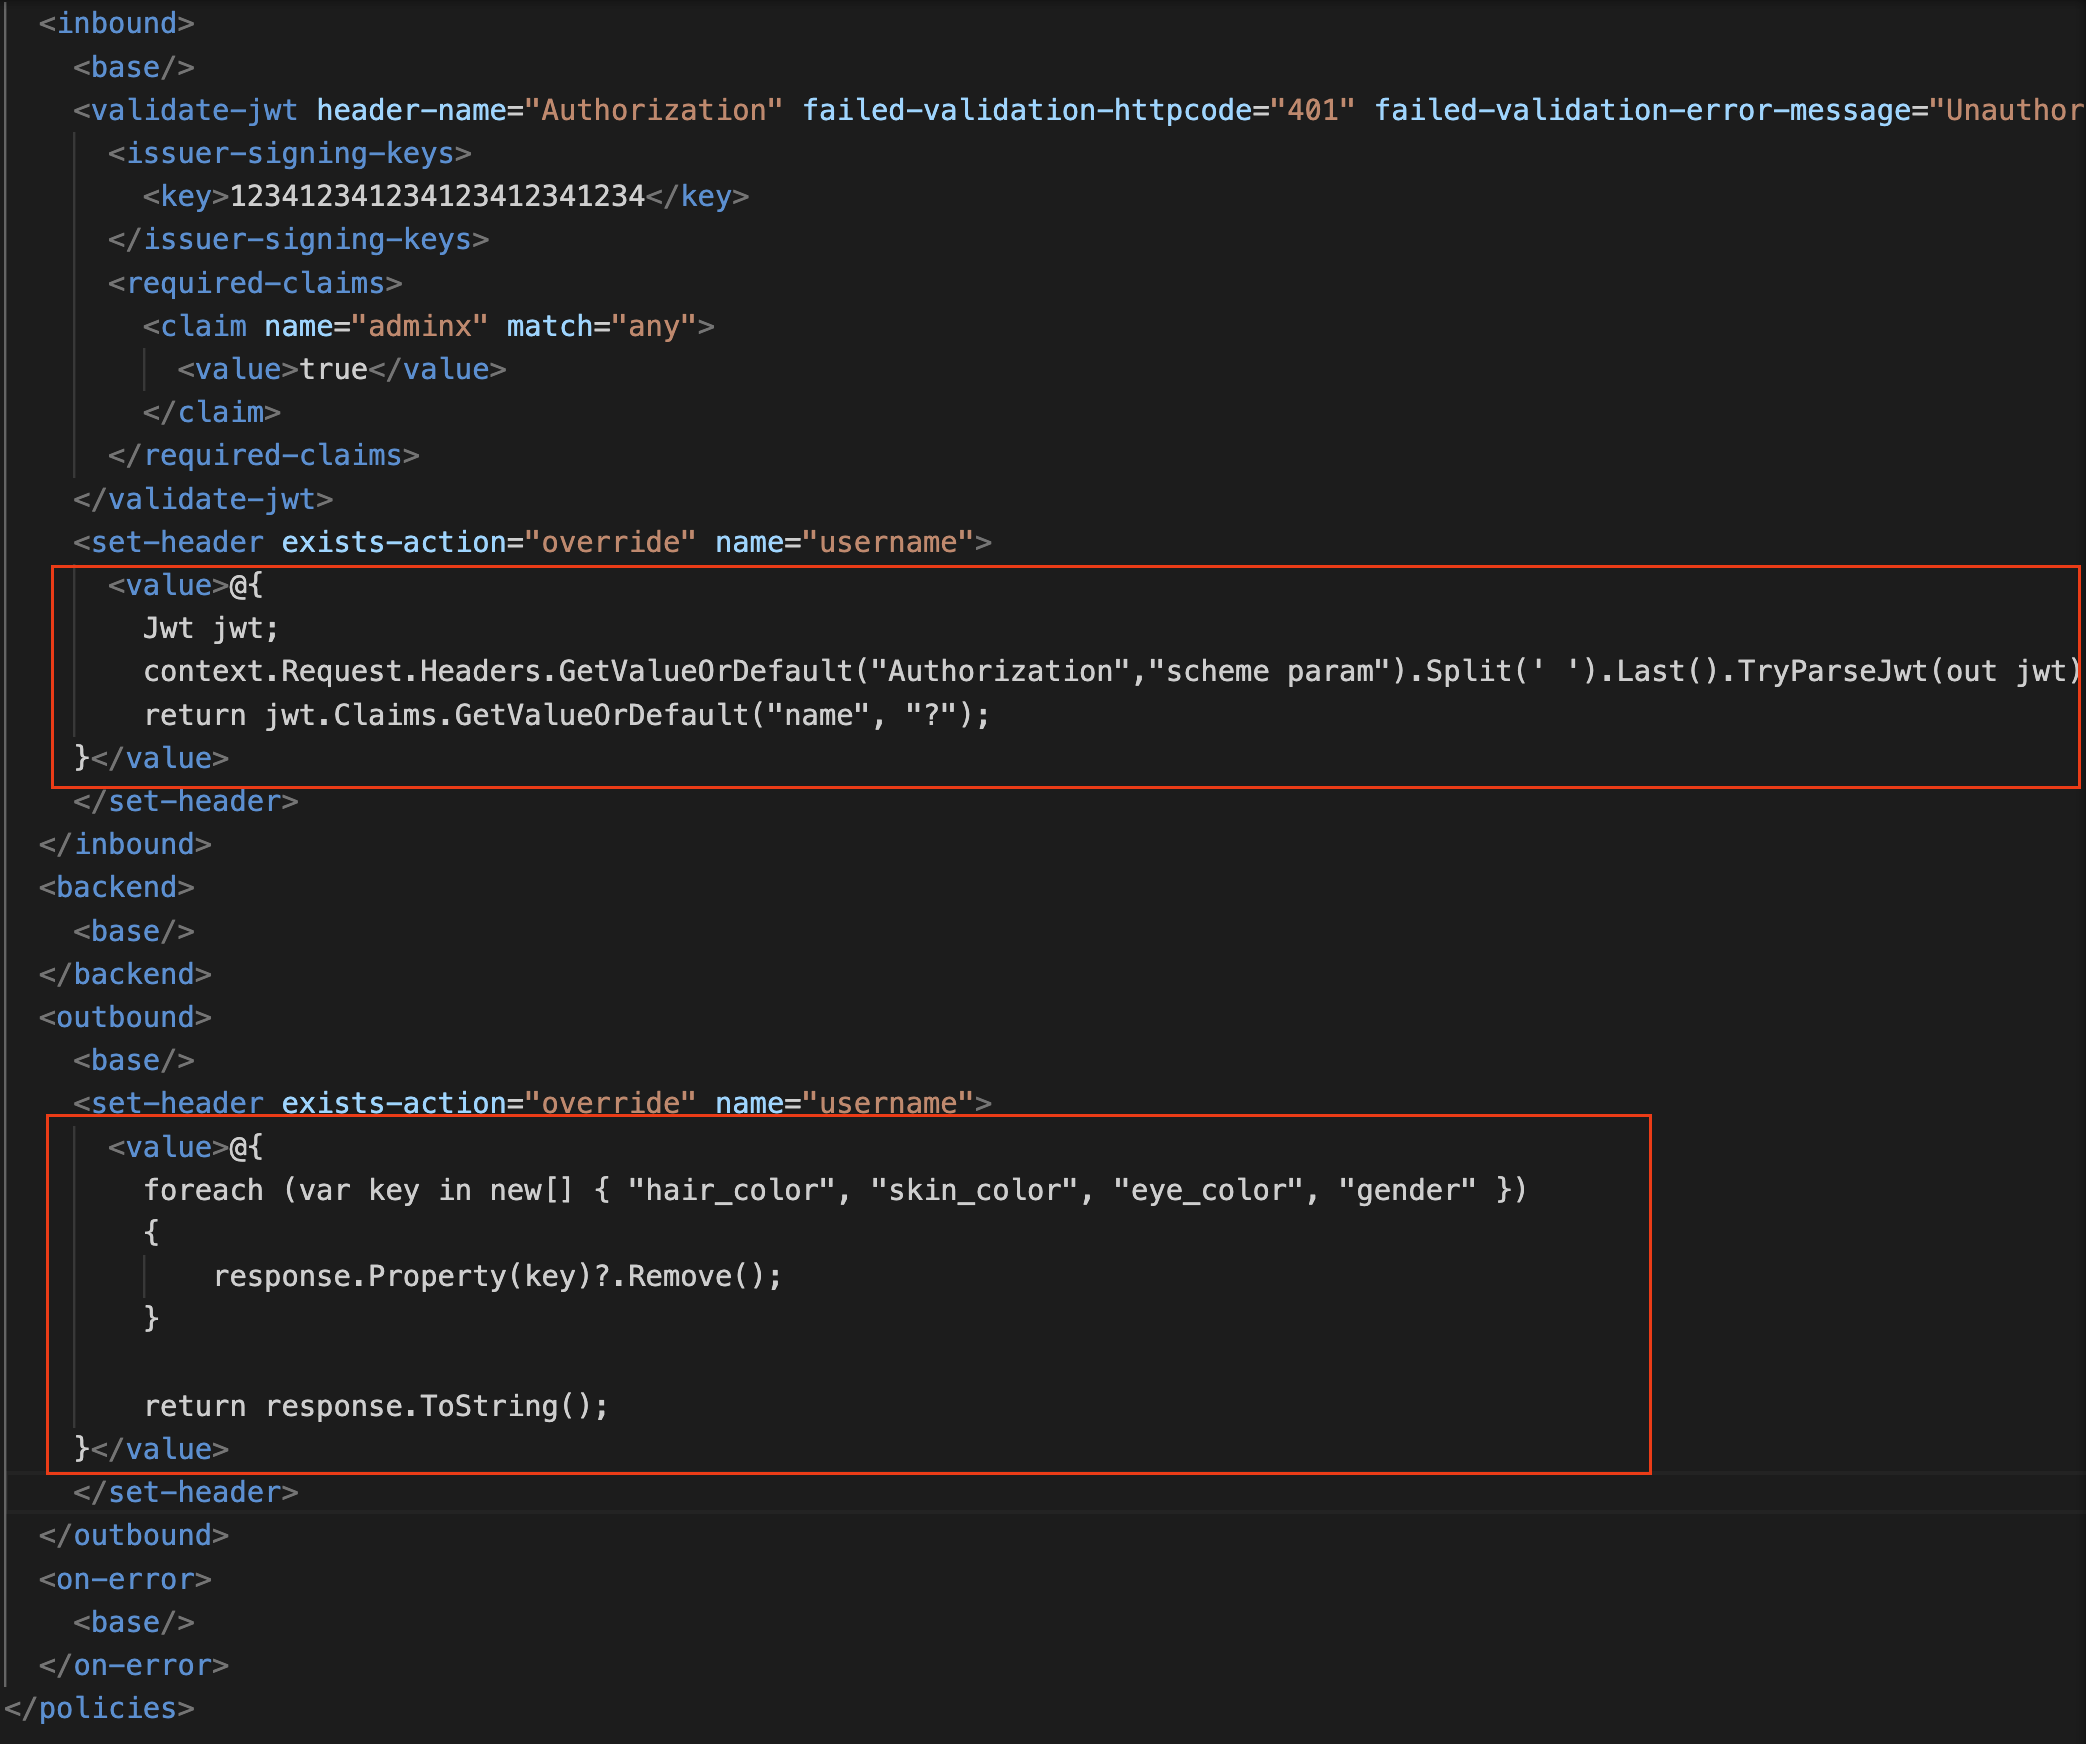 <inbound>
<base/>
<validate-jwt header-name="Authorization" failed-validation-httpcode="401" failed-validation-error-message="Unauthor
<issuer-signing-keys>
<key>123412341234123412341234</key>
</issuer-signing-keys>
<required-claims>
<claim name="adminx" match="any">
<value>true</value>
</claim>
</required-claims>
</validate-jwt>
<set-header exists-action="override" name="username">
<value>@{
Jwt jwt;
context.Request.Headers.GetValueOrDefault("Authorization","scheme param").Split(' ').Last().TryParseJwt(out jwt)
return jwt.Claims.GetValueOrDefault("name", "?");
}</value>
</set-header>
</inbound>
<backend>
<base/>
</backend>
<outbound>
<base/>
<set-header exists-action="override" name="username">
<value>@{
foreach (var key in new[] { "hair_color", "skin_color", "eye_color", "gender" })
{
response.Property(key)?.Remove();
}
return response.ToString();
}</value>
</set-header>
</outbound>
<on-error>
<base/>
</on-error>
</policies>